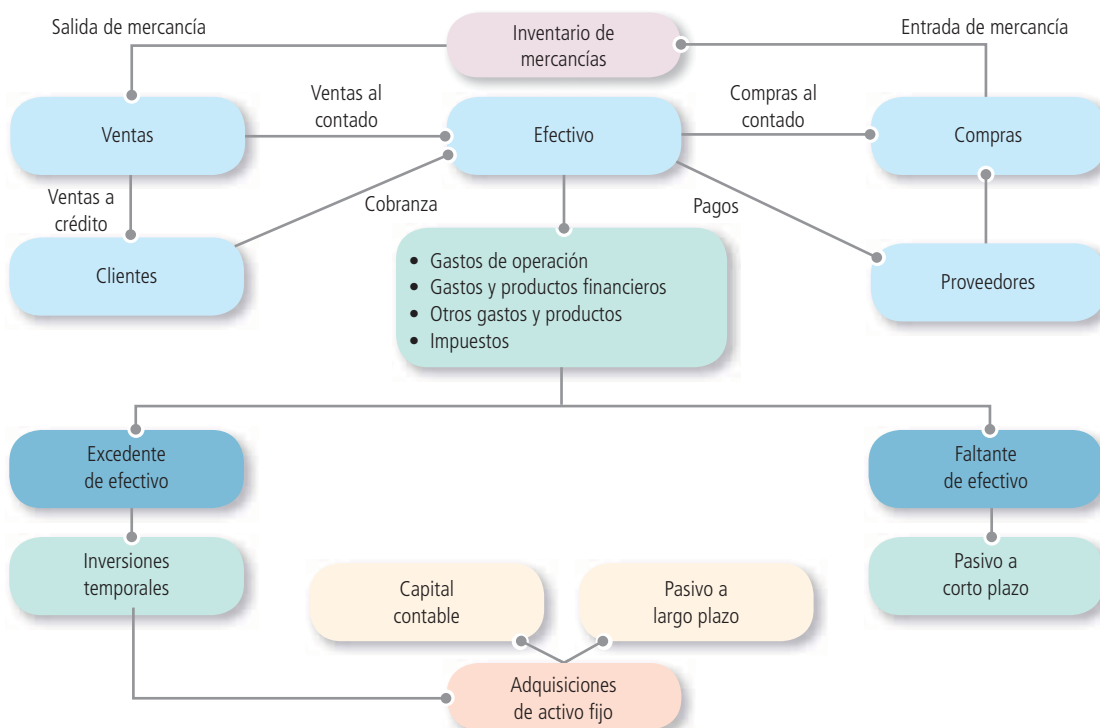 Salida de mercancía
Inventario de
mercancías
Entrada de mercancía
Ventas
Ventas al
contado
Efectivo
Compras al
contado
Compras
Ventas a
crédito
Cobranza
Pagos
Clientes
• Gastos de operación
• Gastos y productos financieros
• Otros gastos y productos
• Impuestos
Proveedores
Excedente
de efectivo
Faltante
de efectivo
Inversiones
temporales
Capital
contable
Pasivo a
largo plazo
Pasivo a
corto plazo
Adquisiciones
de activo fijo